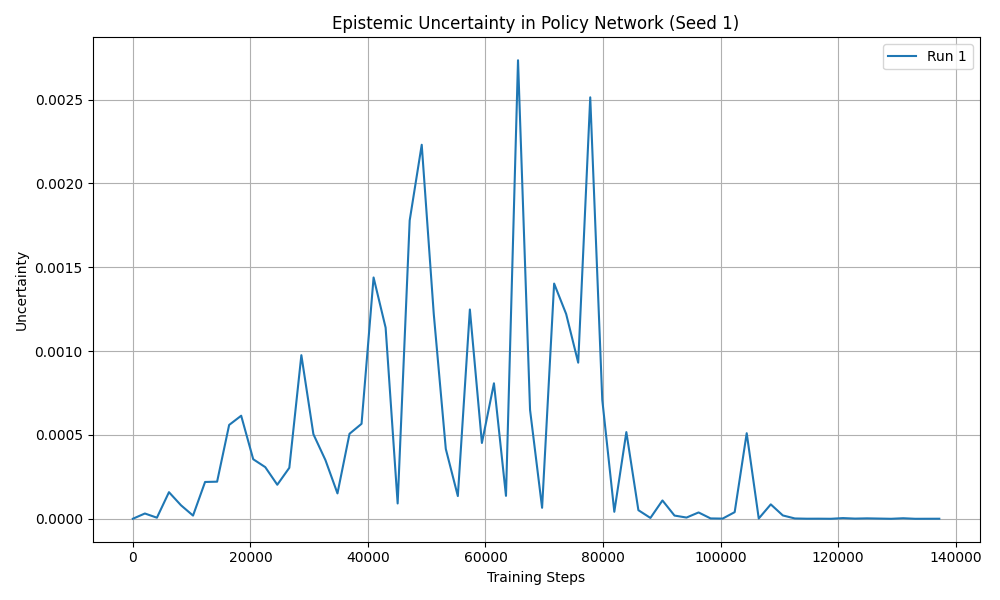 Epistemic Uncertainty in Policy Network (Seed 1)
Run 1
Uncertainty
0.0025
0.0020
0.0015
0.0010
0.0005
0.0000
0 20000 40000 60000 80000 100000 120000 140000
Training Steps